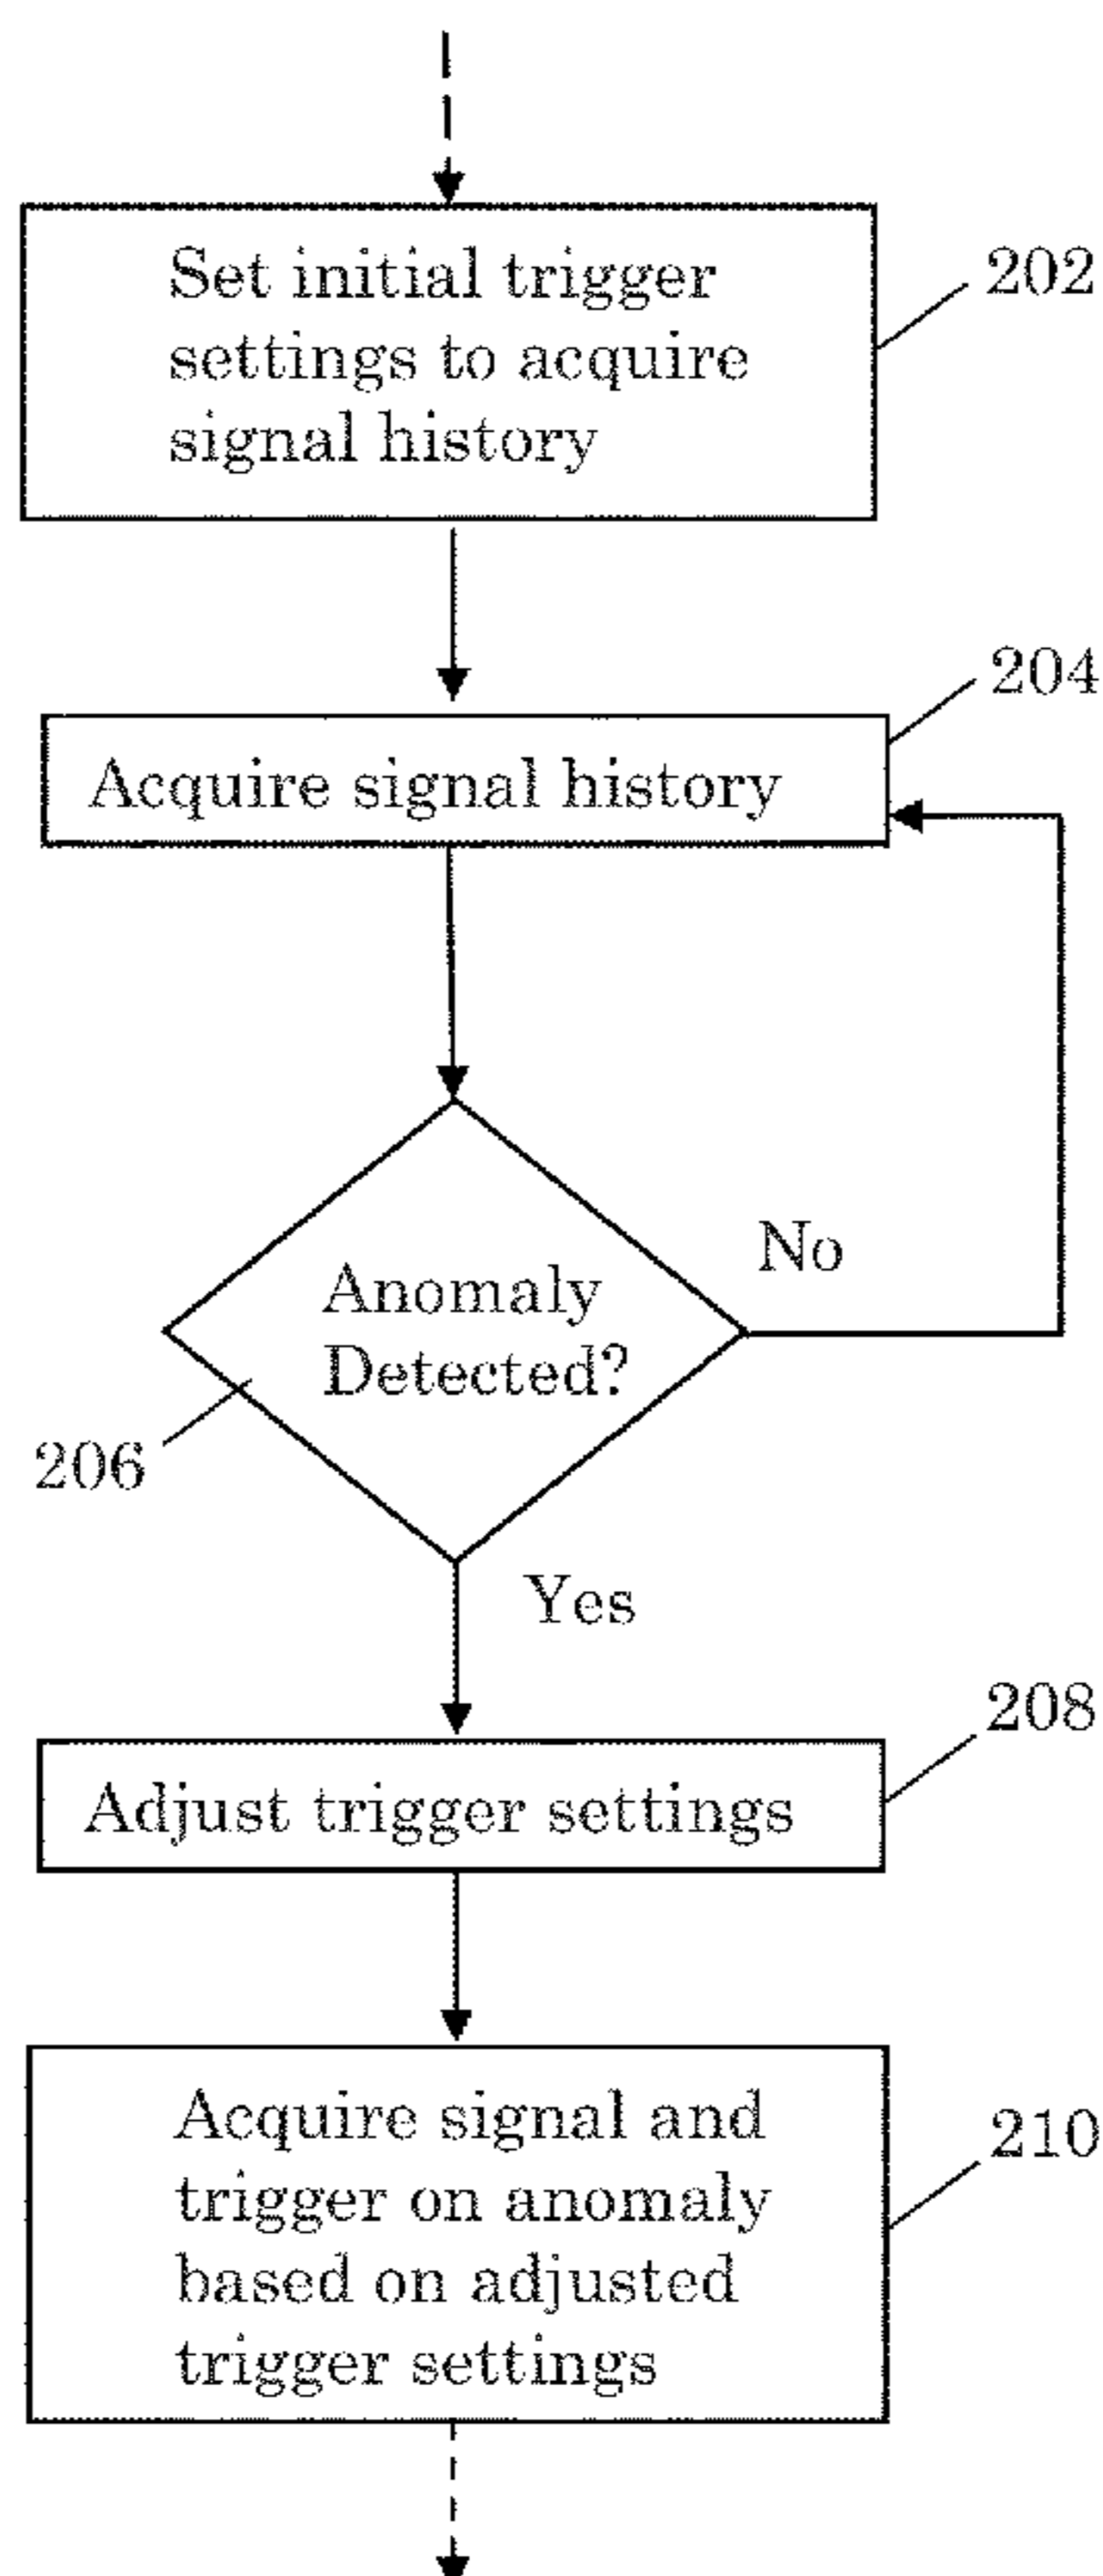 Set initial trigger
settings to acquire
signal history
202
204
Acquire signal history
No
Anomaly
Detected?
206
Yes
208
Adjust trigger settings
Acquire signal and
trigger on anomaly
based on adjusted
trigger settings
210